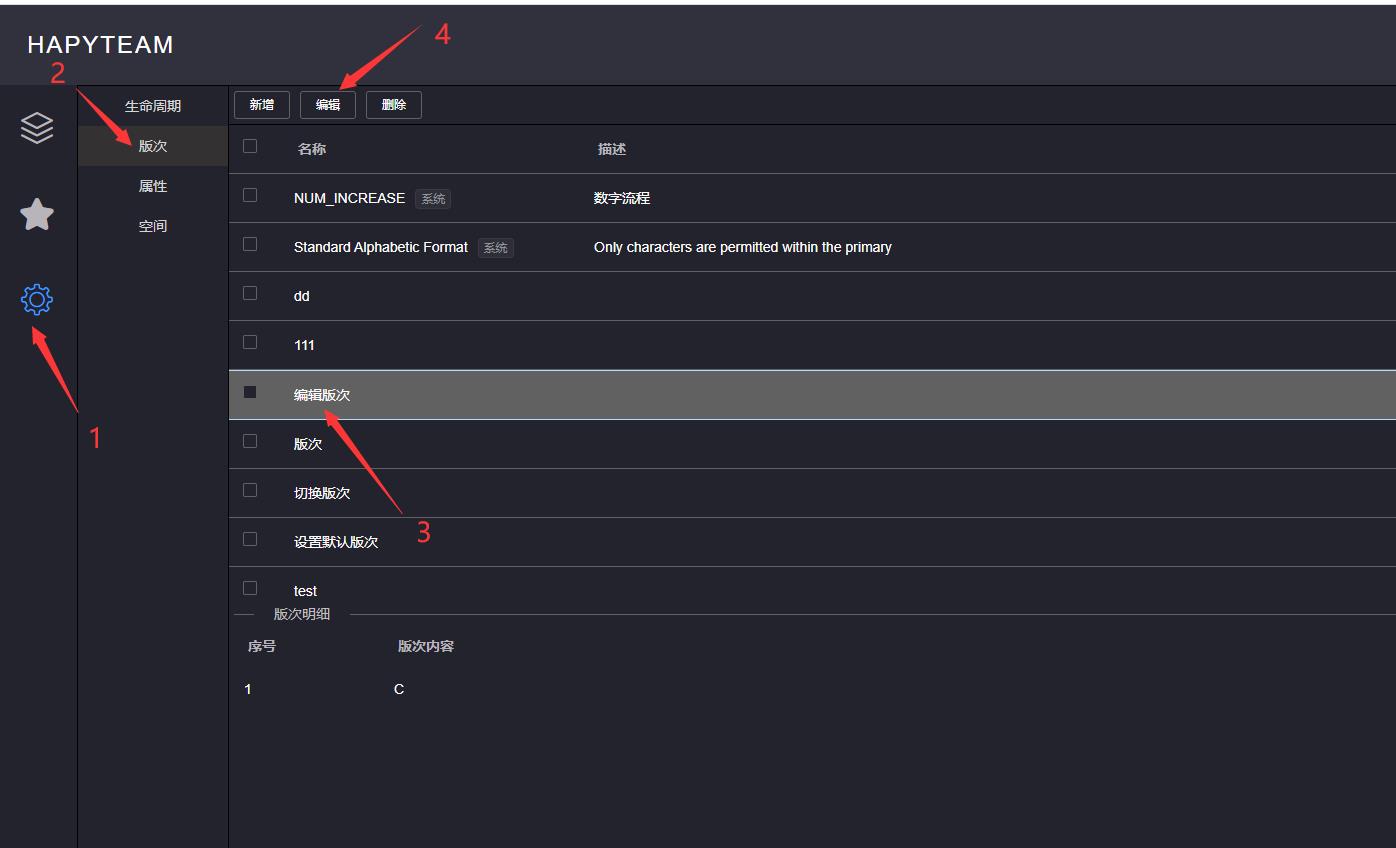 HAPYTEAM
4
2
生命周期
新增 编辑 删除
版次
名称 描述
属性
NUM_INCREASE 系统 数字流程
空间
Standard Alphabetic Format 系统 Only characters are permitted within the primary
dd
111
编辑版次
1
版次
切换版次
3
设置默认版次
test
版次明细
序号 版次内容
1 C